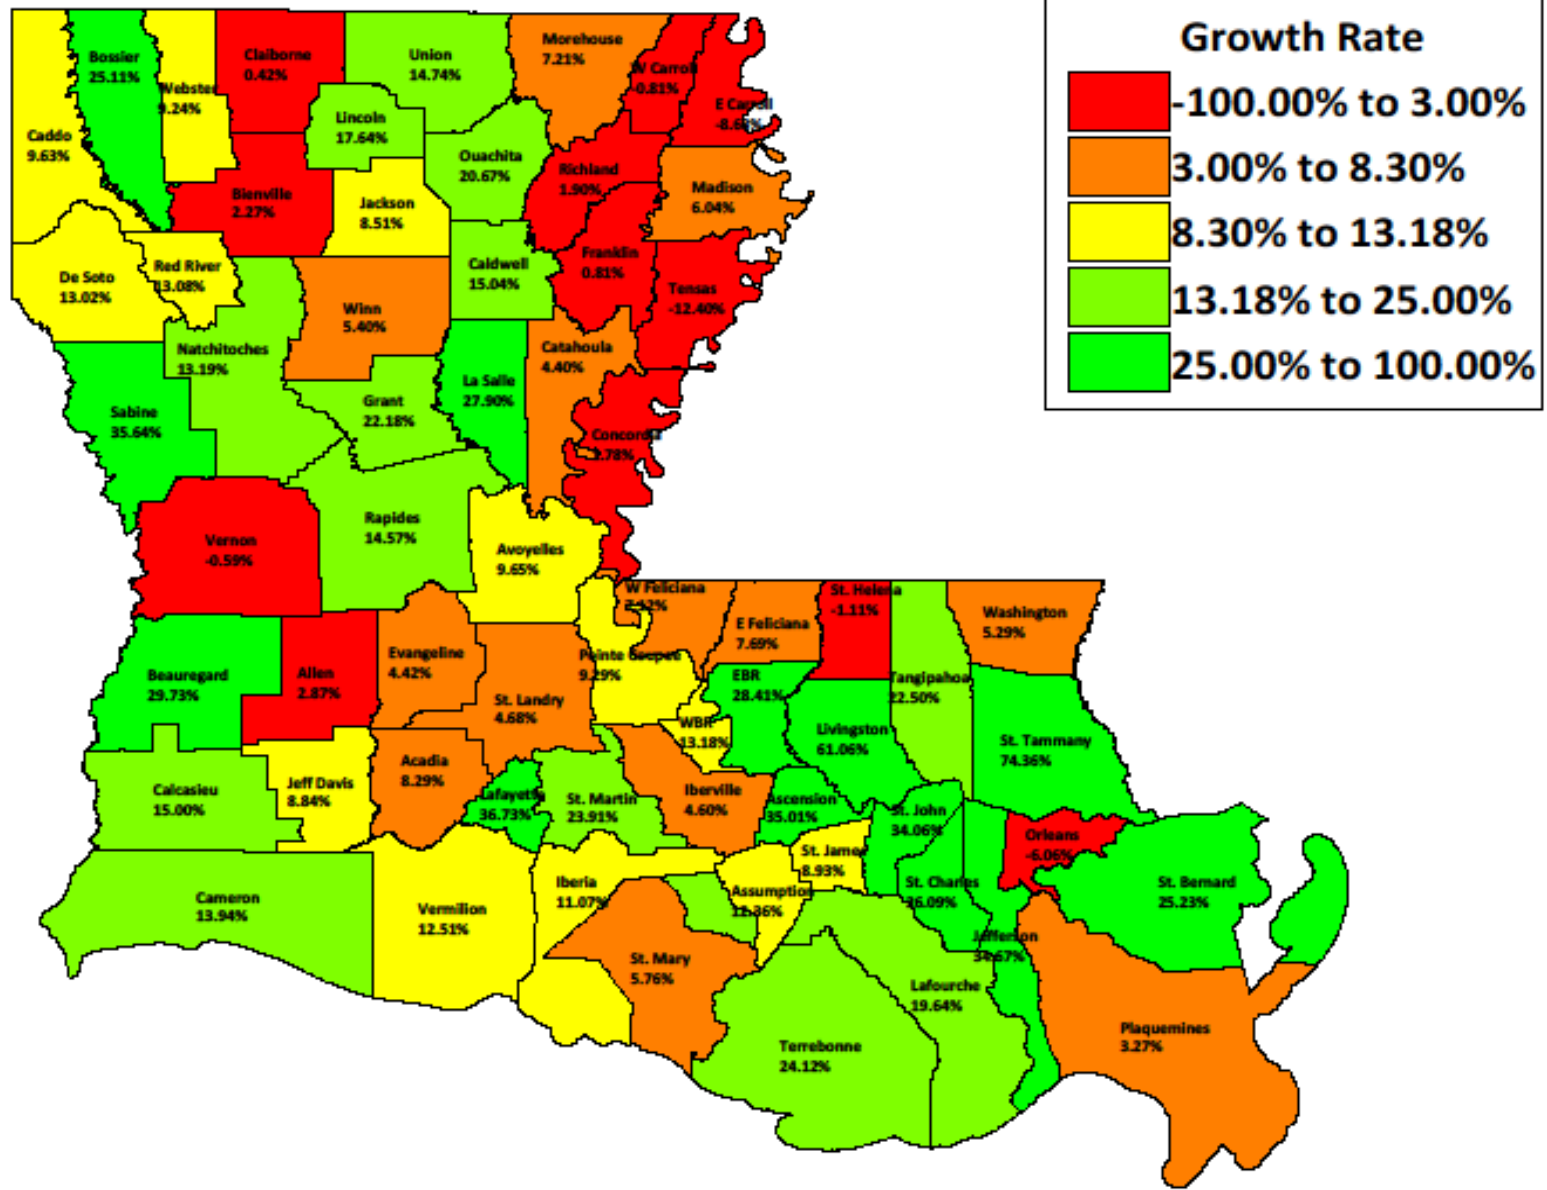 Growth Rate
-100.00% to 3.00%
3.00% to 8.30%
8.30% to 13.18%
13.18% to 25.00%
25.00% to 100.00%
Caddo
9.63%
Bossier
25.11%
Webster
9.24%
Claiborne
0.42%
Union
14.74%
Lincoln
17.64%
Morehouse
7.21%
W Carroll
-0.81%
E Carroll
Ouachita
20.67%
Richland
1.90%
Madison
6.04%
Bienville
2.27%
Jackson
8.51%
De Soto
13.02%
Red River
13.08%
Winn
5.40%
Caldwell
15.04%
Franklin
0.81%
Tensas
-12.40%
Natchitoches
13.19%
Grant
22.18%
La Salle
27.90%
Catahoula
4.40%
Sabine
35.64%
Concordia
Vernon
-0.59%
Rapides
14.57%
Avoyelles
9.65%
W Feliciana
E Feliciana
7.69%
St. Helena
-1.11%
Washington
5.29%
Beauregard
29.73%
Allen
2.87%
Evangeline
4.42%
St. Landry
4.68%
Pointe Coupee
9.29%
EBR
28.41%
Tangipahoa
22.50%
WBR
13.18%
Livingston
61.06%
St. Tammany
74.36%
Calcasieu
15.00%
Jeff Davis
8.84%
Acadia
8.29%
Lafayette
36.73%
St. Martin
23.91%
Iberville
4.60%
Ascension
35.01%
St. John
34.06%
St. James
8.93%
Orleans
-6.06%
Cameron
13.94%
Vermilion
12.51%
Iberia
11.07%
Assumption
12.36%
St. Charles
36.09%
St. Bernard
25.23%
Jefferson
34.67%
St. Mary
5.76%
Lafourche
19.64%
Terrebonne
24.12%
Plaquemines
3.27%